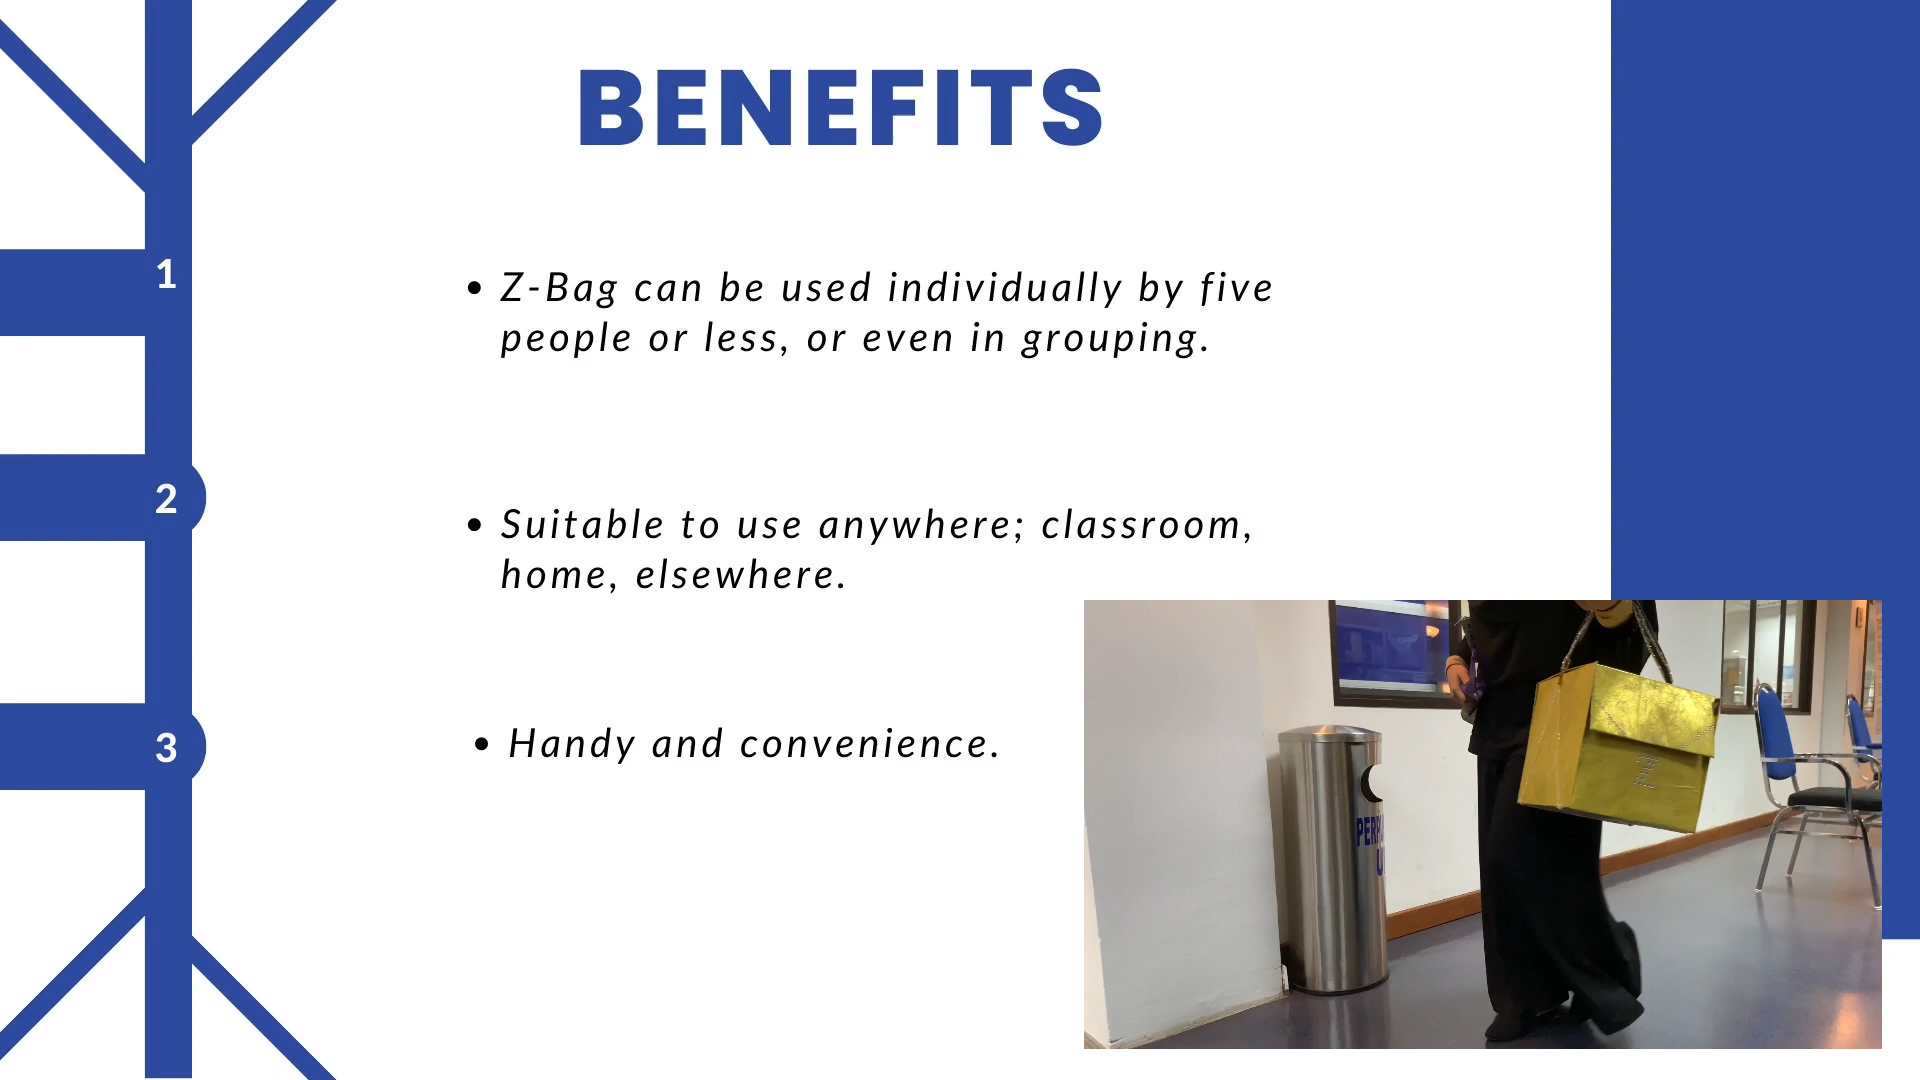 BENEFITS
1
• Z-Bag can be used individually by five
people or less, or even in grouping.
2
• Suitable to use anywhere; classroom,
home, elsewhere.
3
• Handy and convenience.
Z